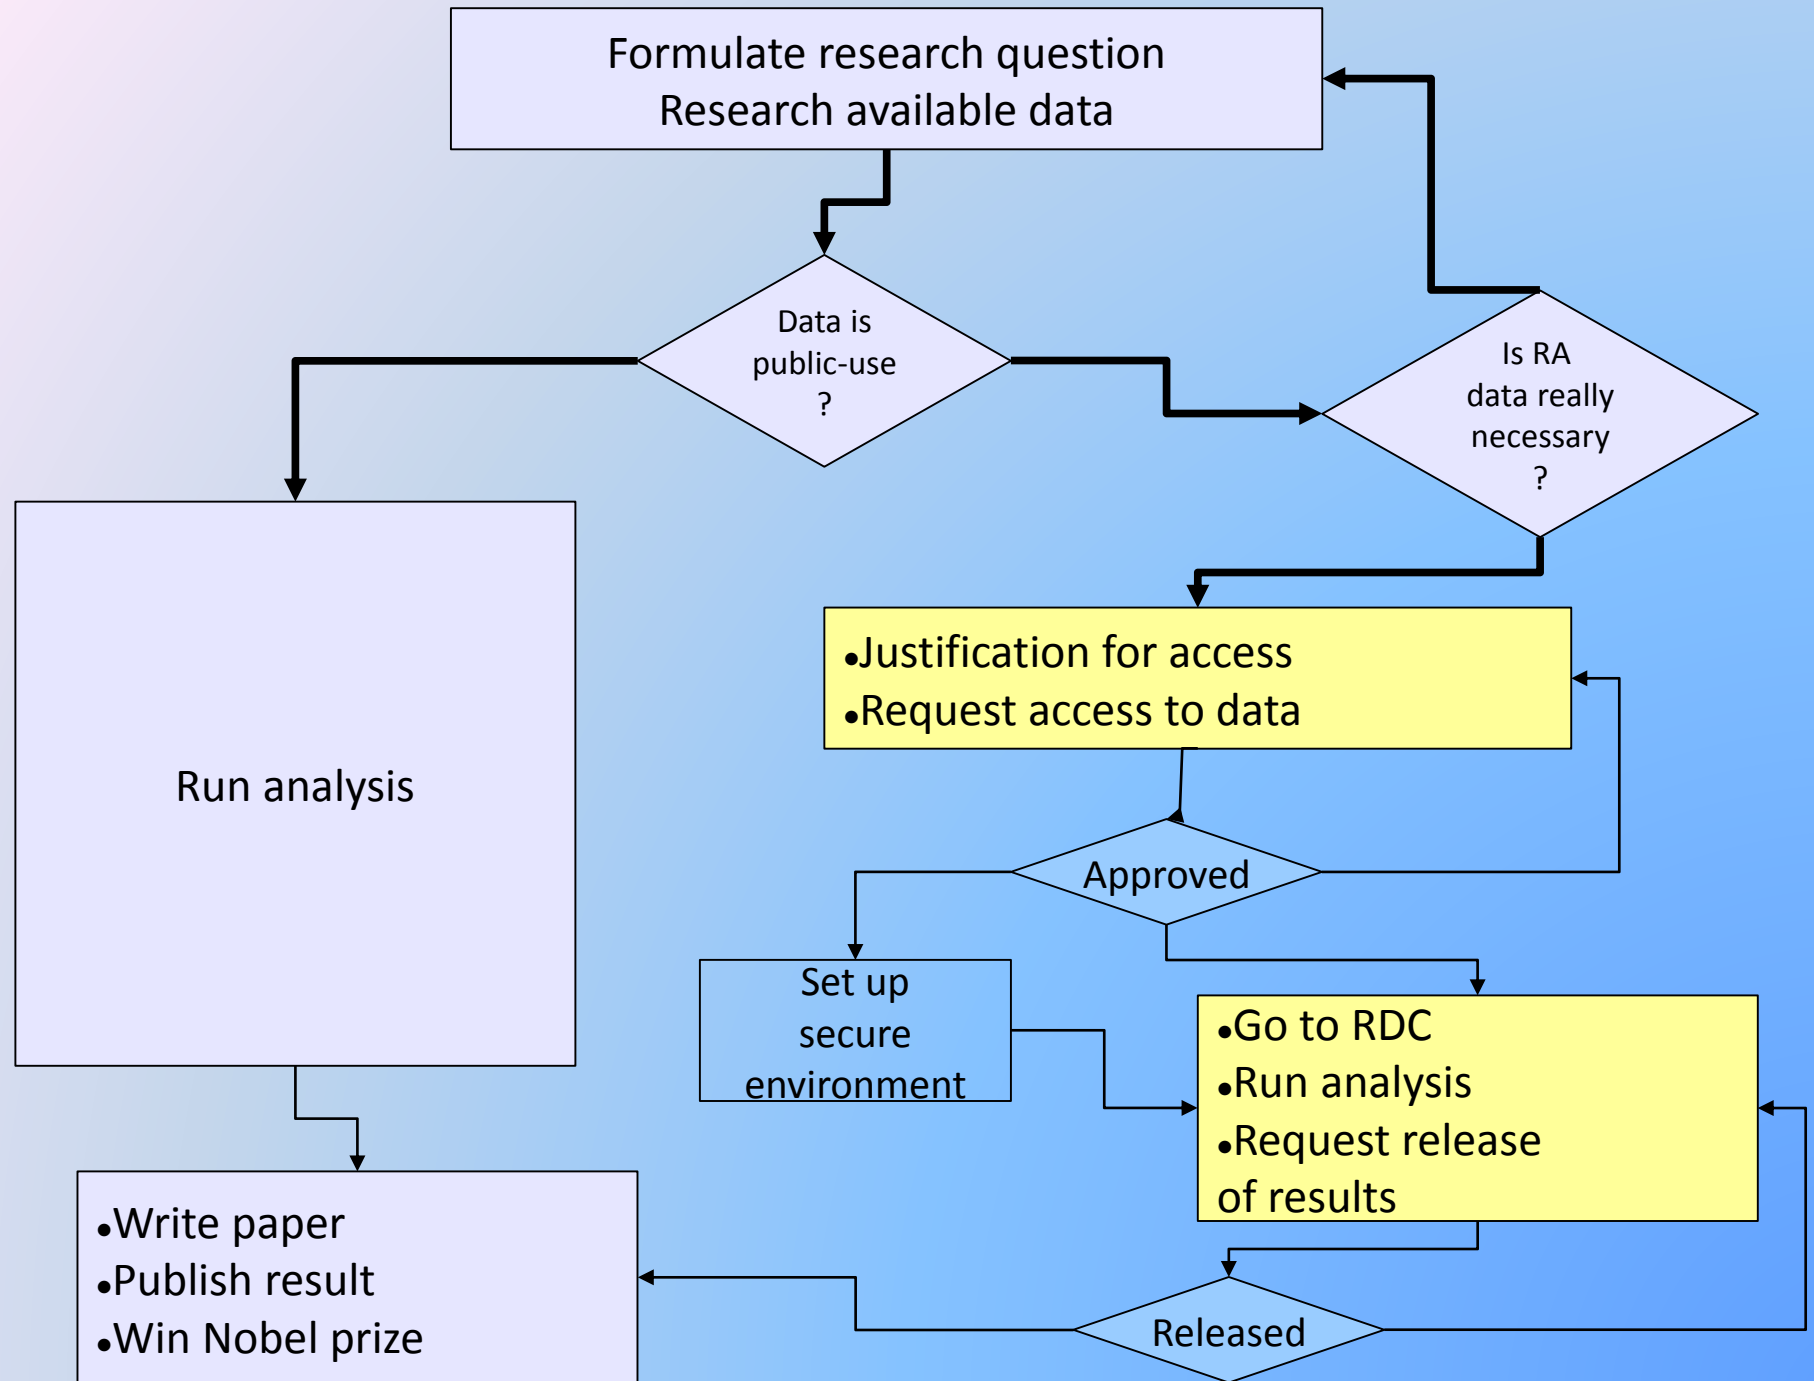 Formulate research question
Research available data
Data is
public-use
?
Is RA
data really
necessary
?
•Justification for access
•Request access to data
Run analysis
Approved
Set up
secure
environment
•Go to RDC
•Run analysis
•Request release
of results
•Write paper
•Publish result
•Win Nobel prize
Released